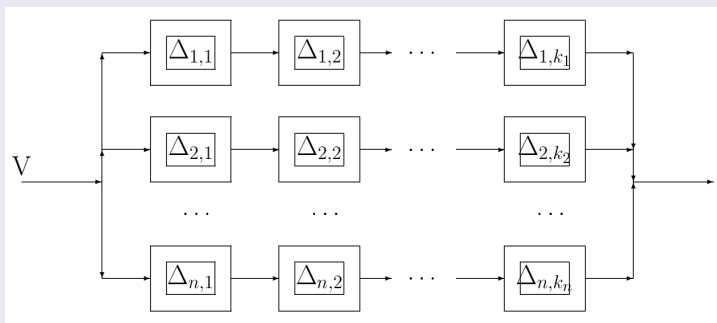 Δ1,1 Δ1,2 · · · Δ1,k1
Δ2,1 Δ2,2 · · · Δ2,k2
V
· · · · · · · · ·
Δn,1 Δn,2 · · · Δn,kn